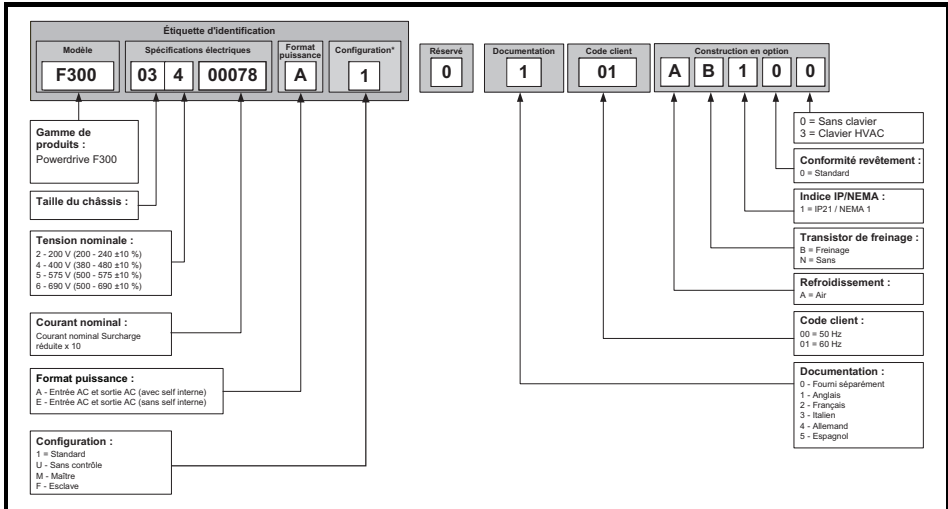 Étiquette d'identification
Modèle
Spécifications électriques
Format
puissance
Configuration*
Réservé
Documentation
Code client
Construction en option
F300
03
4
00078
A
1
0
1
01
A
B
1
0
0
Gamme de
produits :
Powerdrive F300
Taille du châssis :
Tension nominale :
2 - 200 V (200 - 240 ±10 %)
4 - 400 V (380 - 480 ±10 %)
5 - 575 V (500 - 575 ±10 %)
6 - 690 V (500 - 690 ±10 %)
Courant nominal :
Courant nominal Surcharge
réduite x 10
Format puissance :
A - Entrée AC et sortie AC (avec self interne)
E - Entrée AC et sortie AC (sans self interne)
Configuration :
1 = Standard
U - Sans contrôle
M - Maître
F - Esclave
0 = Sans clavier
3 = Clavier HVAC
Conformité revêtement :
0 = Standard
Indice IP/NEMA :
1 = IP21 / NEMA 1
Transistor de freinage :
B = Freinage
N = Sans
Refroidissement :
A = Air
Code client :
00 = 50 Hz
01 = 60 Hz
Documentation :
0 - Fourni séparément
1 - Anglais
2 - Français
3 - Italien
4 - Allemand
5 - Espagnol